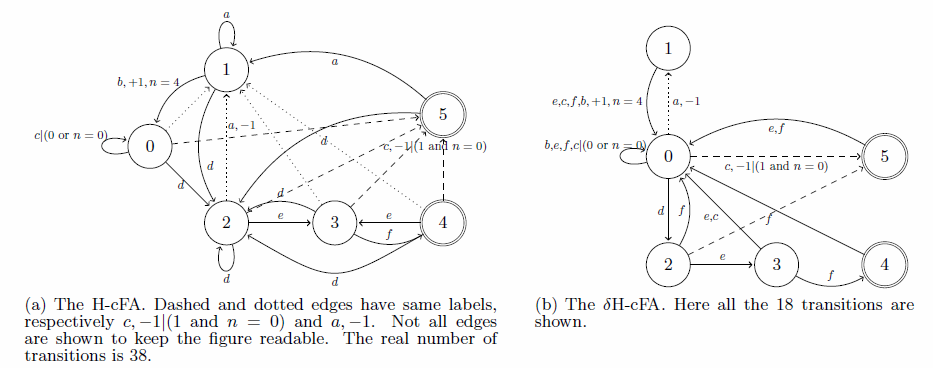 a
1
b, +1, n = 4
a
5
c|(0 or n = 0)
0
a, −1
d
c, −1|(1 and n = 0)
d
d
d
2
e
3
e
4
f
d
d
(a) The H-cFA. Dashed and dotted edges have same labels,
respectively c, −1|(1 and n = 0) and a, −1. Not all edges
are shown to keep the figure readable. The real number of
transitions is 38.
1
e,c,f,b, +1, n = 4
a, −1
e,f
b,e,f,c|(0 or n = 0)
0
5
c, −1|(1 and n = 0)
d
f
e,c
f
2
e
3
f
4
(b) The δH-cFA. Here all the 18 transitions are
shown.